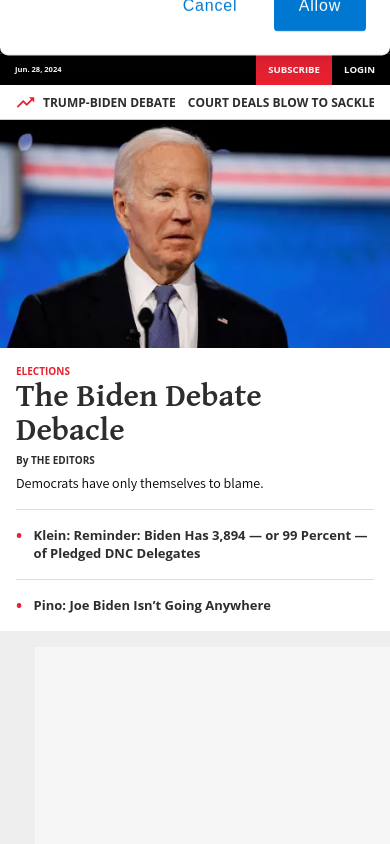 Cancel Allow
Jun. 28, 2024 SUBSCRIBE LOGIN
TRUMP-BIDEN DEBATE COURT DEALS BLOW TO SACKLE
ELECTIONS
The Biden Debate
Debacle
By THE EDITORS
Democrats have only themselves to blame.
• Klein: Reminder: Biden Has 3,894 — or 99 Percent —
of Pledged DNC Delegates
• Pino: Joe Biden Isn’t Going Anywhere